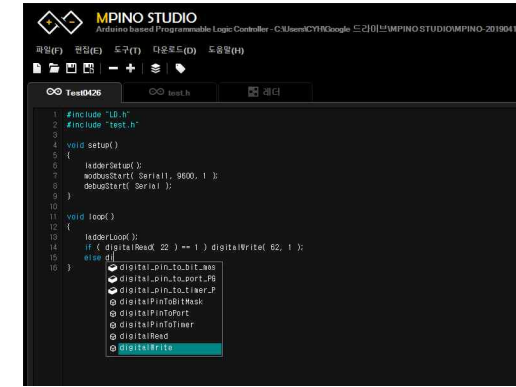 MPINO STUDIO
Arduino based Programmable Logic Controller - C:\Users\CYH\Google 드라이브\MPINO STUDIO\MPINO-201904
파일(F) 편집(E) 도구(T) 다운로드(D) 도움말(H)
Test0426 test.h 레더
1 #include "LD.h"
2 #include "test.h"
3
4 void setup()
5 {
6 ladderSetup();
7 modbusStart( Serial1, 9600, 1 );
8 debugStart( Serial );
9 }
10
11 void loop()
12 {
13 ladderLoop();
14 if ( digitalRead( 22 ) == 1 ) digitalWrite( 62, 1 );
15 else di
16 }
digital_pin_to_bit_mas
digital_pin_to_port_PG
digital_pin_to_timer_P
digitalPinToBitMask
digitalPinToPort
digitalPinToTimer
digitalRead
digitalWrite